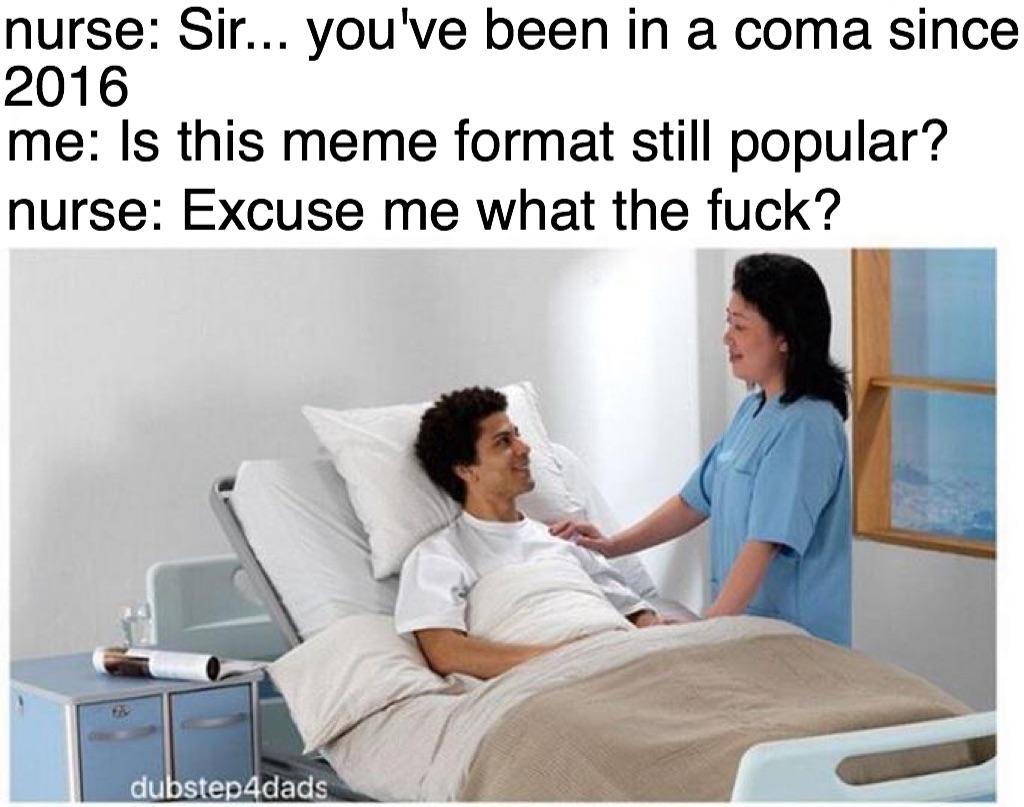 nurse: Sir... you've been in a coma since
2016
me: Is this meme format still popular?
nurse: Excuse me what the fuck?
dubstep4dads